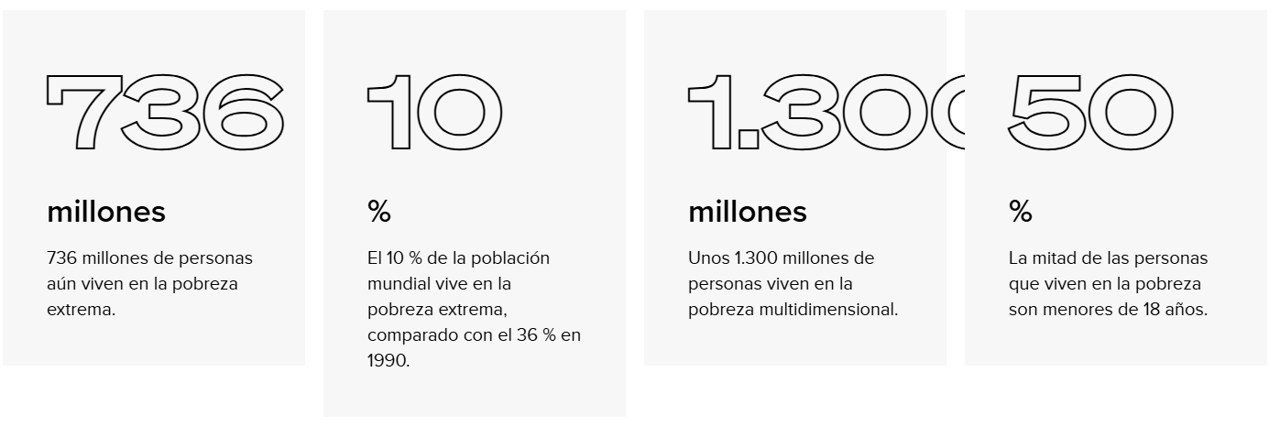 736
millones
736 millones de personas
aún viven en la pobreza
extrema.
10
%
El 10 % de la población
mundial vive en la
pobreza extrema,
comparado con el 36 % en
1990.
1.300
millones
Unos 1.300 millones de
personas viven en la
pobreza multidimensional.
50
%
La mitad de las personas
que viven en la pobreza
son menores de 18 años.